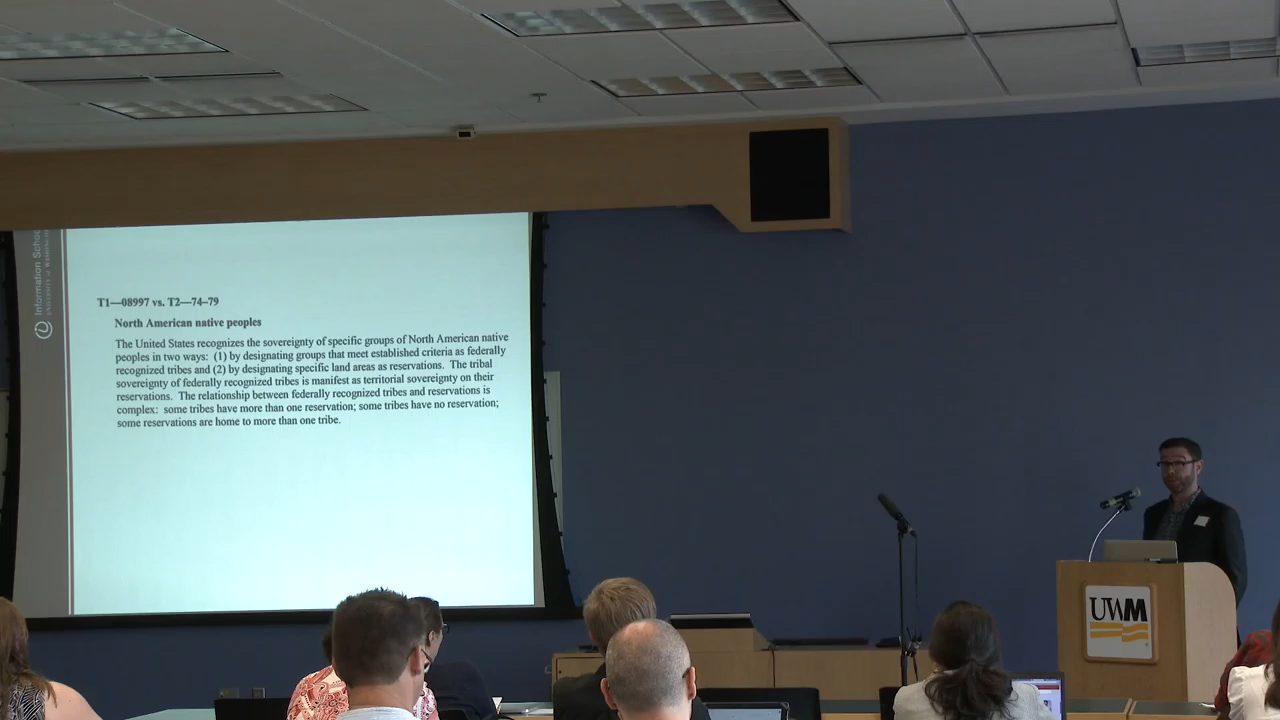 Information School
UNIVERSITY of WASHINGTON
T1—08997 vs. T2—74–79
North American native peoples
The United States recognizes the sovereignty of specific groups of North American native
peoples in two ways: (1) by designating groups that meet established criteria as federally
recognized tribes and (2) by designating specific land areas as reservations. The tribal
sovereignty of federally recognized tribes is manifest as territorial sovereignty on their
reservations. The relationship between federally recognized tribes and reservations is
complex: some tribes have more than one reservation; some tribes have no reservation;
some reservations are home to more than one tribe.
UWM